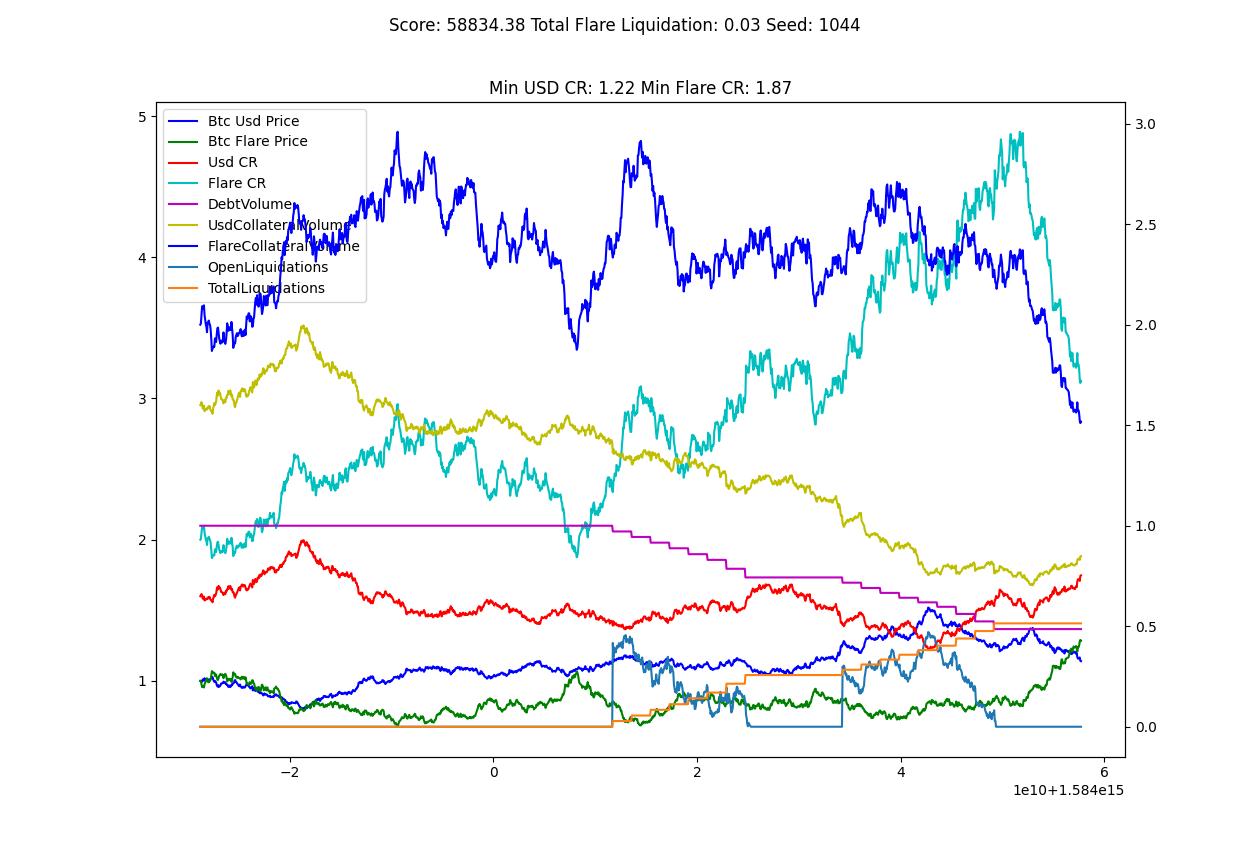 Score: 58834.38 Total Flare Liquidation: 0.03 Seed: 1044
Min USD CR: 1.22 Min Flare CR: 1.87
5
4
3
2
1
Btc Usd Price
Btc Flare Price
Usd CR
Flare CR
DebtVolume
UsdCollateralVolume
FlareCollateralVolume
OpenLiquidations
TotalLiquidations
3.0
2.5
2.0
1.5
1.0
0.5
0.0
−2 0 2 4 6
1e10+1.584e15